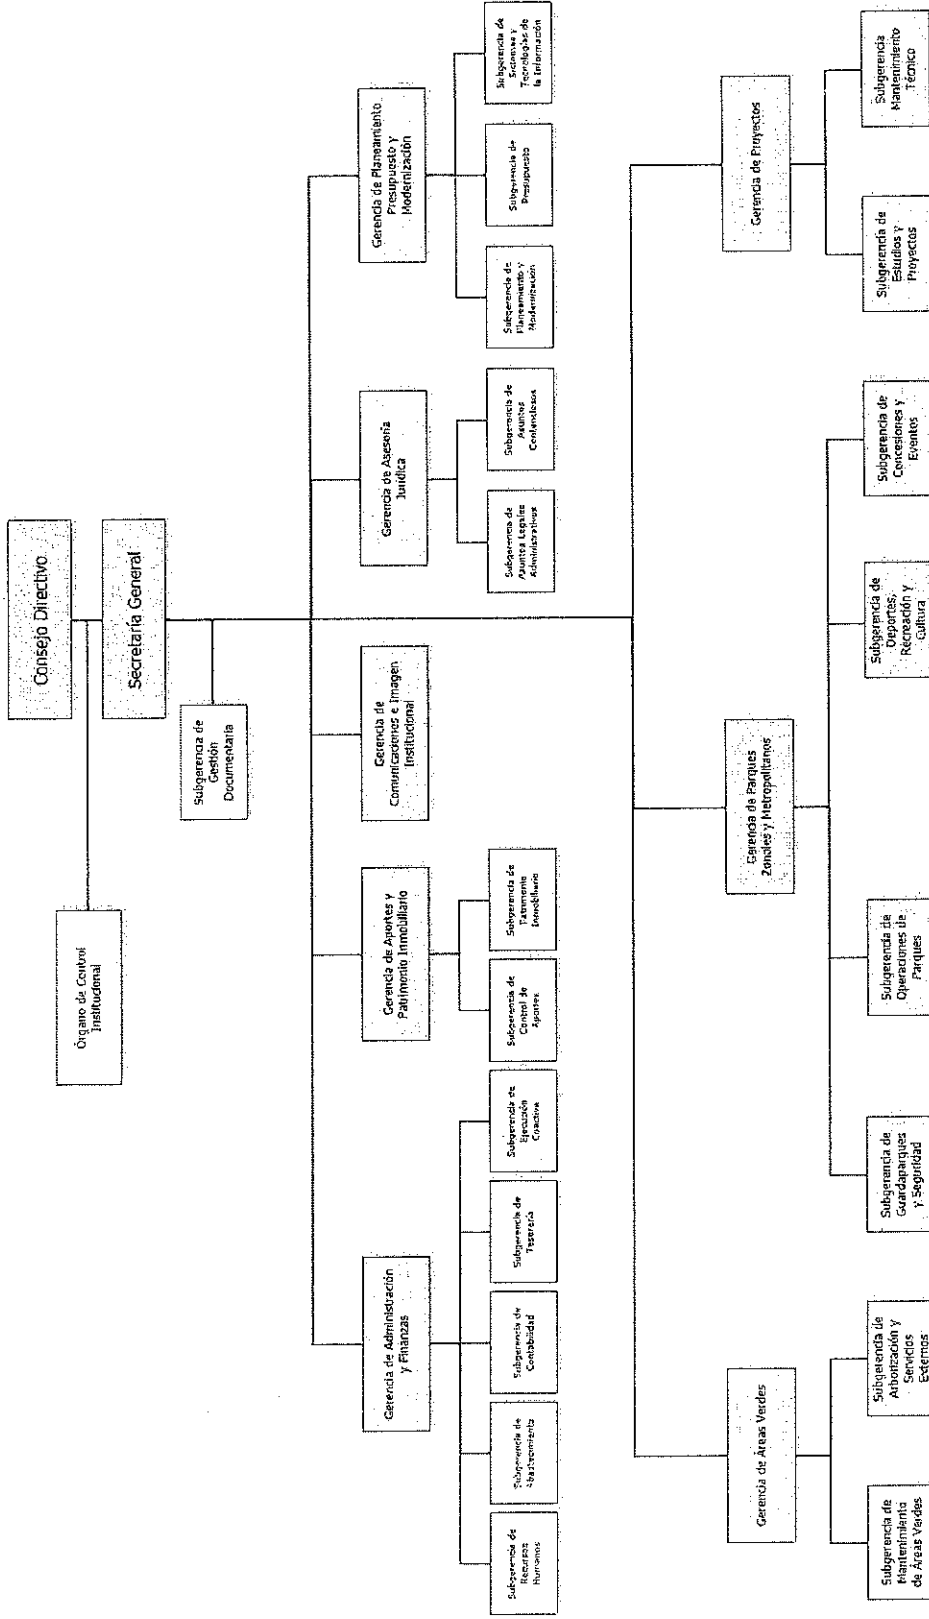 Consejo Directivo
Secretaría General
Órgano de Control
Institucional
Subgerencia de
Gestión
Documentaria
Gerencia de Administración
y Finanzas
Gerencia de Aportes y
Patrimonio Inmobiliario
Gerencia de
Comunicaciones e Imagen
Institucional
Gerencia de Asesoría
Jurídica
Gerencia de Planeamiento
Presupuesto y
Modernización
Subgerencia de
Recursos
Humanos
Subgerencia de
Abastecimiento
Subgerencia de
Contabilidad
Subgerencia de
Tesorería
Subgerencia de
Ejecución
Coactiva
Subgerencia de
Control de
Aportes
Subgerencia de
Patrimonio
Inmobiliario
Subgerencia de
Asuntos Legales
Administrativos
Subgerencia de
Asuntos
Contenciosos
Subgerencia de
Planeamiento y
Modernización
Subgerencia de
Presupuesto
Subgerencia de
Sistemas y
Tecnologías de
la Información
Gerencia de Áreas Verdes
Gerencia de Parques
Zonales y Metropolitanos
Gerencia de Proyectos
Subgerencia de
Mantenimiento
de Áreas Verdes
Subgerencia de
Arborización y
Servicios
Externos
Subgerencia de
Guardaparques
y Seguridad
Subgerencia de
Operaciones de
Parques
Subgerencia de
Deportes,
Recreación y
Cultura
Subgerencia de
Concesiones y
Eventos
Subgerencia de
Estudios y
Proyectos
Subgerencia
Mantenimiento
Técnico